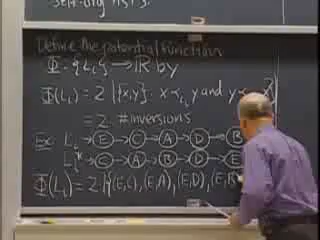 self-org lists.
Define the potential function
Φ: {Lᵢ} → ℝ by
Φ(Lᵢ) = 2 |{(x,y): x <_{Lᵢ} y and y <
= 2 · #inversions
Ex: Lᵢ → E → C → A → D → B
Lᵢ* → C → A → B → D → E
Φ(Lᵢ) = 2·|{(E,C), (E,A), (E,D), (E,B